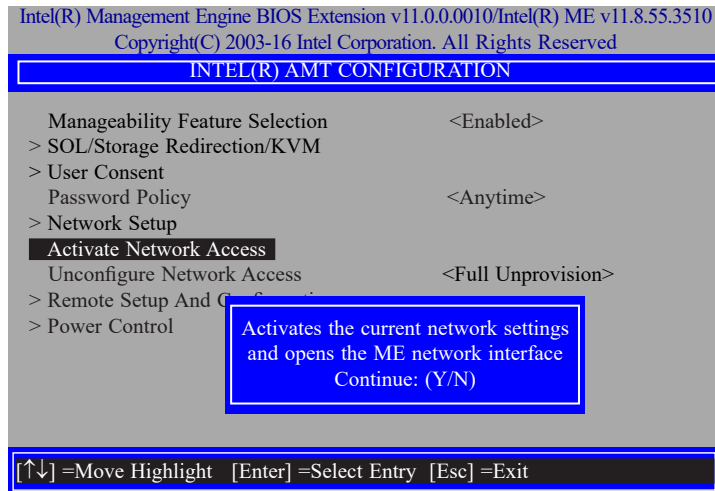 Intel(R) Management Engine BIOS Extension v11.0.0.0010/Intel(R) ME v11.8.55.3510
Copyright(C) 2003-16 Intel Corporation. All Rights Reserved
INTEL(R) AMT CONFIGURATION
Manageability Feature Selection <Enabled>
> SOL/Storage Redirection/KVM
> User Consent
Password Policy <Anytime>
> Network Setup
Activate Network Access
Unconfigure Network Access <Full Unprovision>
> Remote Setup And
> Power Control
Activates the current network settings
and opens the ME network interface
Continue: (Y/N)
[↑↓] =Move Highlight [Enter] =Select Entry [Esc] =Exit